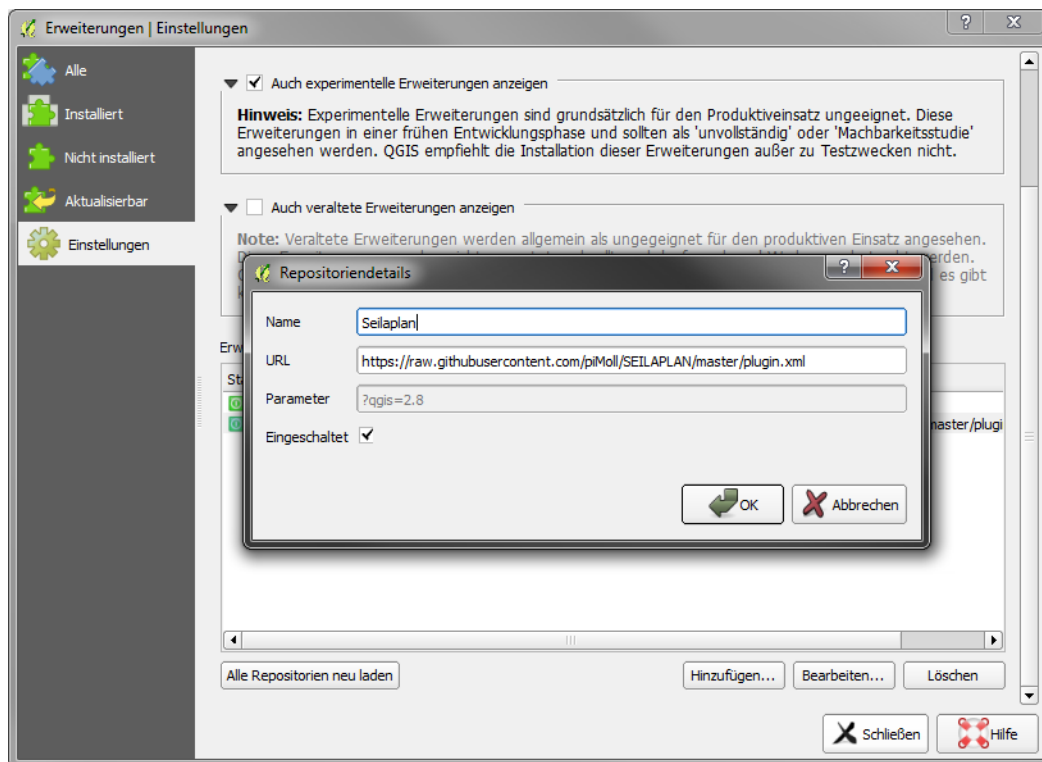 Erweiterungen | Einstellungen
Alle
Installiert
Nicht installiert
Aktualisierbar
Einstellungen
Auch experimentelle Erweiterungen anzeigen
Hinweis: Experimentelle Erweiterungen sind grundsätzlich für den Produktiveinsatz ungeeignet. Diese
Erweiterungen in einer frühen Entwicklungsphase und sollten als 'unvollständig' oder 'Machbarkeitsstudie'
angesehen werden. QGIS empfiehlt die Installation dieser Erweiterungen außer zu Testzwecken nicht.
Auch veraltete Erweiterungen anzeigen
Note: Veraltete Erweiterungen werden allgemein als ungegeignet für den produktiven Einsatz angesehen.
es gibt
Repositoriendetails
Name
Seilaplan
URL
https://raw.githubusercontent.com/piMoll/SEILAPLAN/master/plugin.xml
Parameter
?qgis=2.8
Eingeschaltet
OK
Abbrechen
Erw
St
master/plugi
Alle Repositorien neu laden
Hinzufügen...
Bearbeiten...
Löschen
Schließen
Hilfe